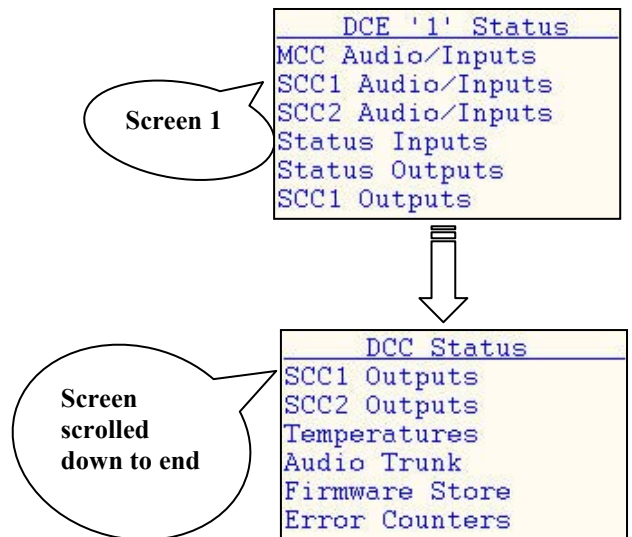 DCE '1' Status
MCC Audio/Inputs
SCC1 Audio/Inputs
SCC2 Audio/Inputs
Status Inputs
Status Outputs
SCC1 Outputs
Screen 1
DCC Status
SCC1 Outputs
SCC2 Outputs
Temperatures
Audio Trunk
Firmware Store
Error Counters
Screen
scrolled
down to end